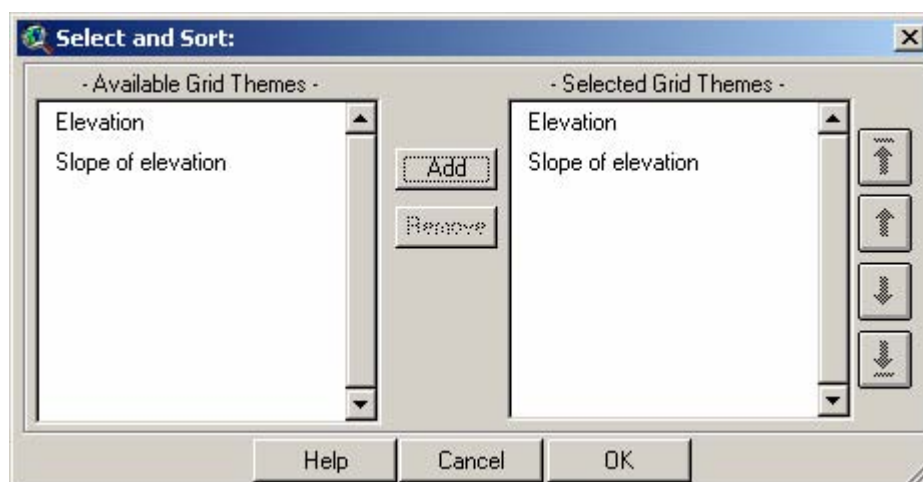 Select and Sort:
- Available Grid Themes -
- Selected Grid Themes -
Elevation
Slope of elevation
Add
Remove
Elevation
Slope of elevation
Help
Cancel
OK